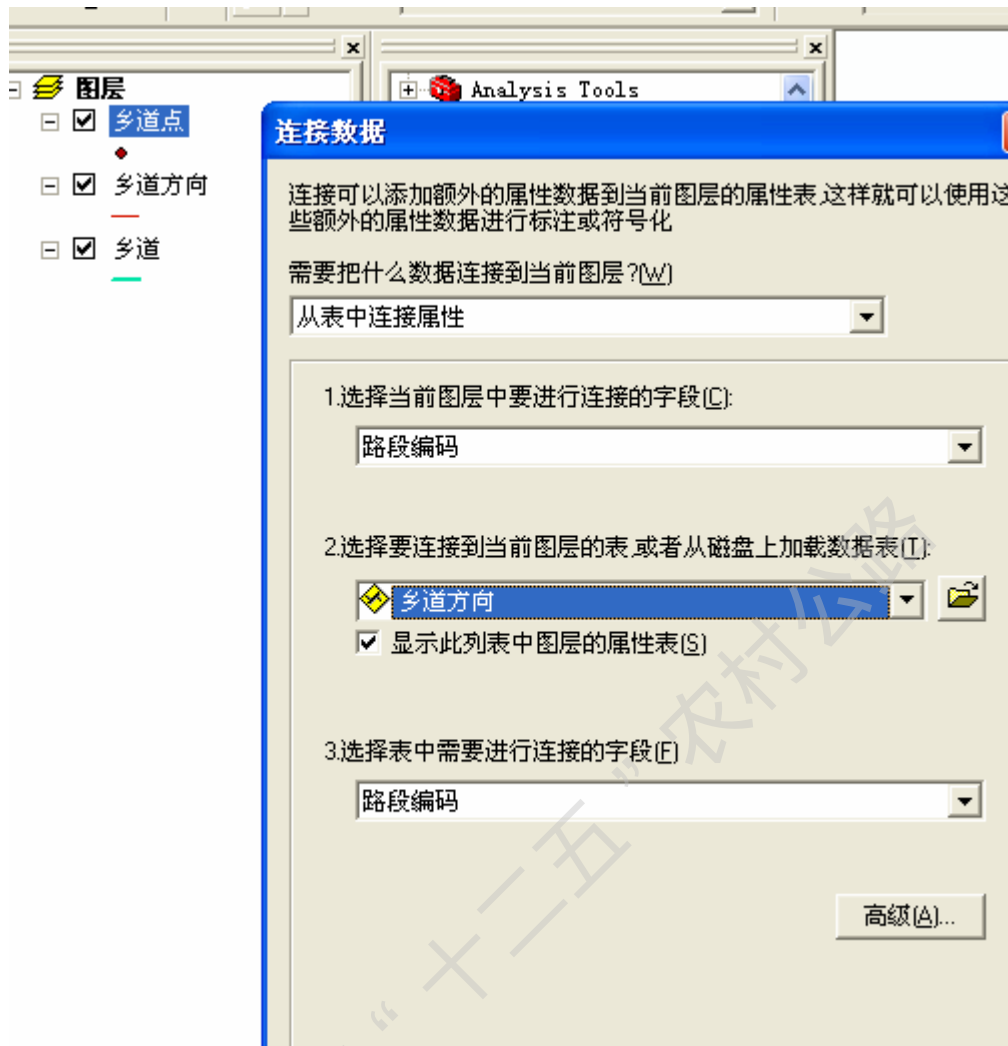 图层
乡道点
乡道方向
乡道
Analysis Tools
连接数据
连接可以添加额外的属性数据到当前图层的属性表,这样就可以使用这
些额外的属性数据进行标注或符号化
需要把什么数据连接到当前图层?(W)
从表中连接属性
1.选择当前图层中要进行连接的字段(C):
路段编码
2.选择要连接到当前图层的表,或者从磁盘上加载数据表(T):
乡道方向
显示此列表中图层的属性表(S)
3.选择表中需要进行连接的字段(F)
路段编码
高级(A)...
“十二五”农村公路